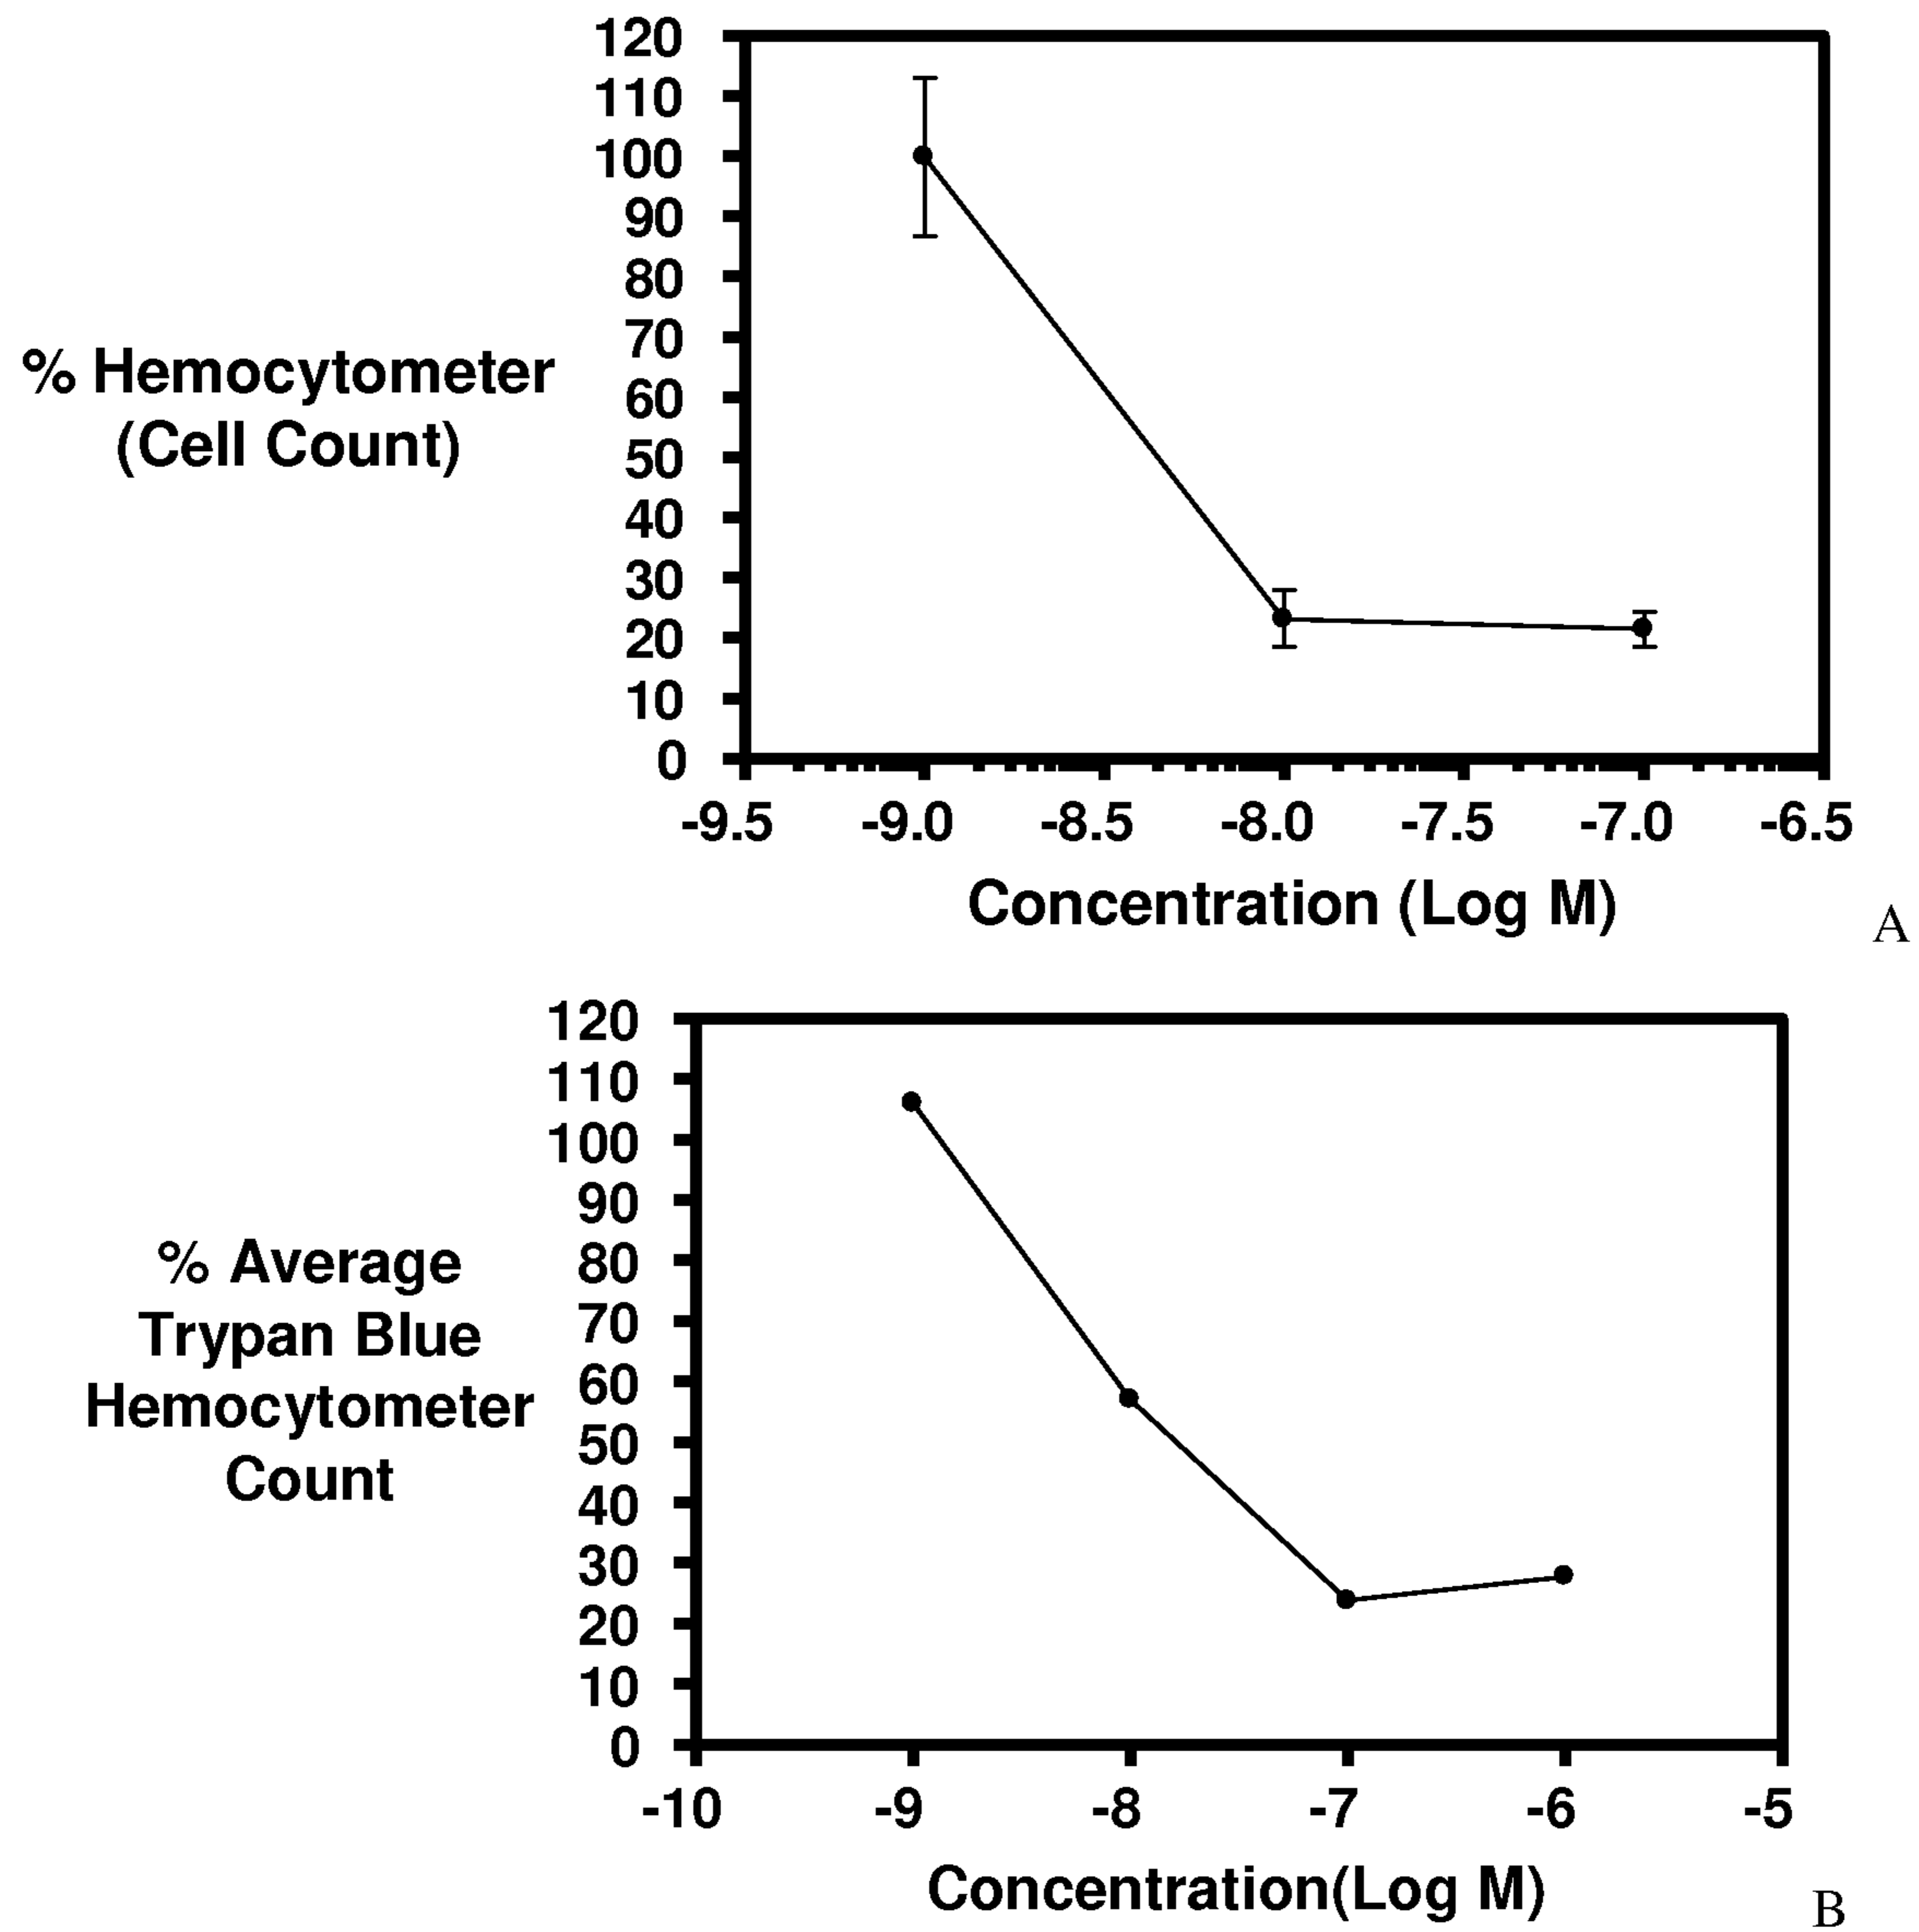 120
110
100
90
80
70
60
50
40
30
20
10
0
% Hemocytometer
(Cell Count)
-9.5 -9.0 -8.5 -8.0 -7.5 -7.0 -6.5
Concentration (Log M)
A
120
110
100
90
80
70
60
50
40
30
20
10
0
% Average
Trypan Blue
Hemocytometer
Count
-10 -9 -8 -7 -6 -5
Concentration(Log M)
B